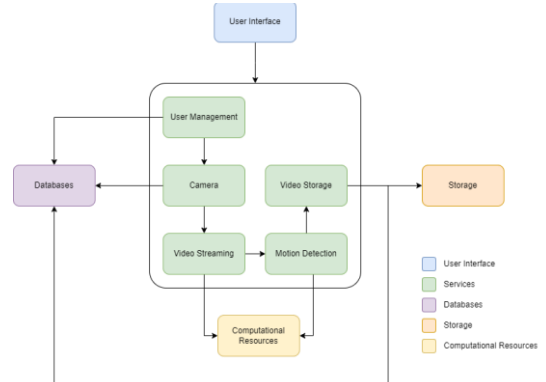 User Interface
User Management
Databases
Camera
Video Storage
Storage
Video Streaming
Motion Detection
Computational
Resources
User Interface
Services
Databases
Storage
Computational Resources